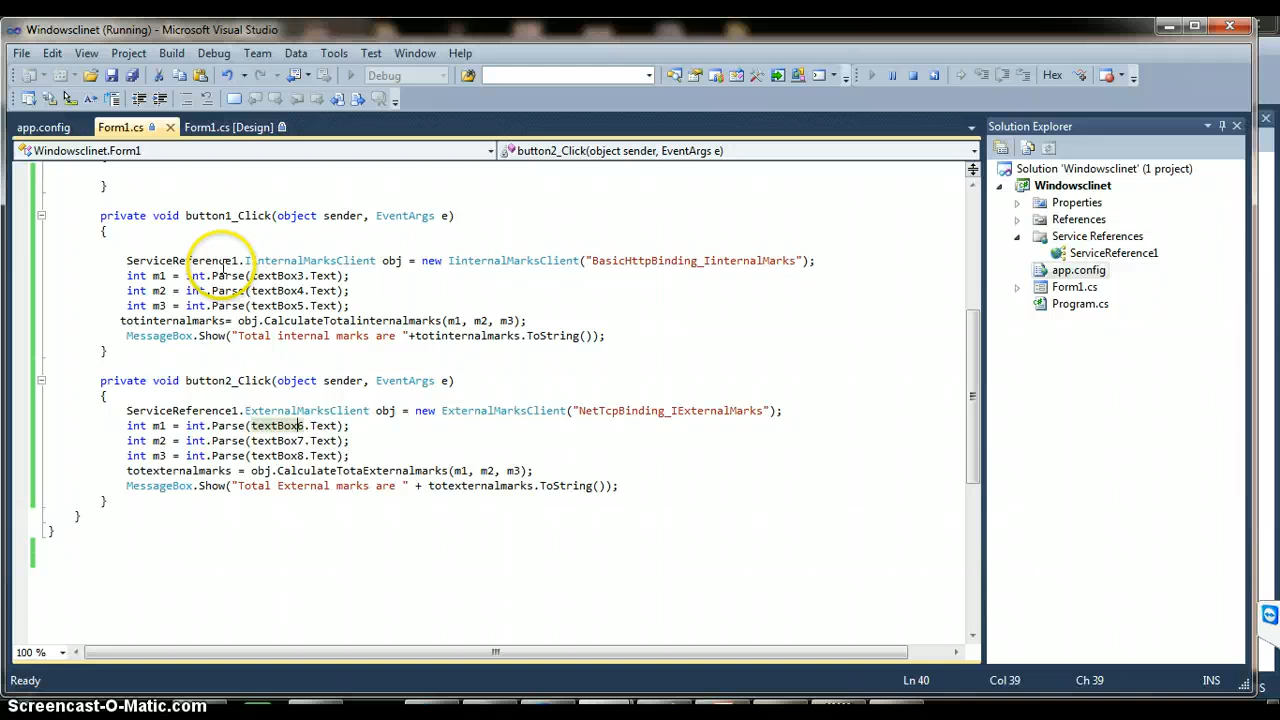 Windowsclinet (Running) - Microsoft Visual Studio
File Edit View Project Build Debug Team Data Tools Test Window Help
Debug
Hex
app.config Form1.cs Form1.cs [Design]
Windowsclinet.Form1 button2_Click(object sender, EventArgs e)
}
private void button1_Click(object sender, EventArgs e)
{
ServiceReference1.IinternalMarksClient obj = new IinternalMarksClient("BasicHttpBinding_IinternalMarks");
int m1 = int.Parse(textBox3.Text);
int m2 = int.Parse(textBox4.Text);
int m3 = int.Parse(textBox5.Text);
totinternalmarks= obj.CalculateTotalinternalmarks(m1, m2, m3);
MessageBox.Show("Total internal marks are "+totinternalmarks.ToString());
}
private void button2_Click(object sender, EventArgs e)
{
ServiceReference1.ExternalMarksClient obj = new ExternalMarksClient("NetTcpBinding_IExternalMarks");
int m1 = int.Parse(textBox6.Text);
int m2 = int.Parse(textBox7.Text);
int m3 = int.Parse(textBox8.Text);
totexternalmarks = obj.CalculateTotaExternalmarks(m1, m2, m3);
MessageBox.Show("Total External marks are " + totexternalmarks.ToString());
}
}
}
100 %
Solution Explorer
Solution 'Windowsclinet' (1 project)
Windowsclinet
Properties
References
Service References
ServiceReference1
app.config
Form1.cs
Program.cs
Ready Ln 40 Col 39 Ch 39 INS
Screencast-O-Matic.com